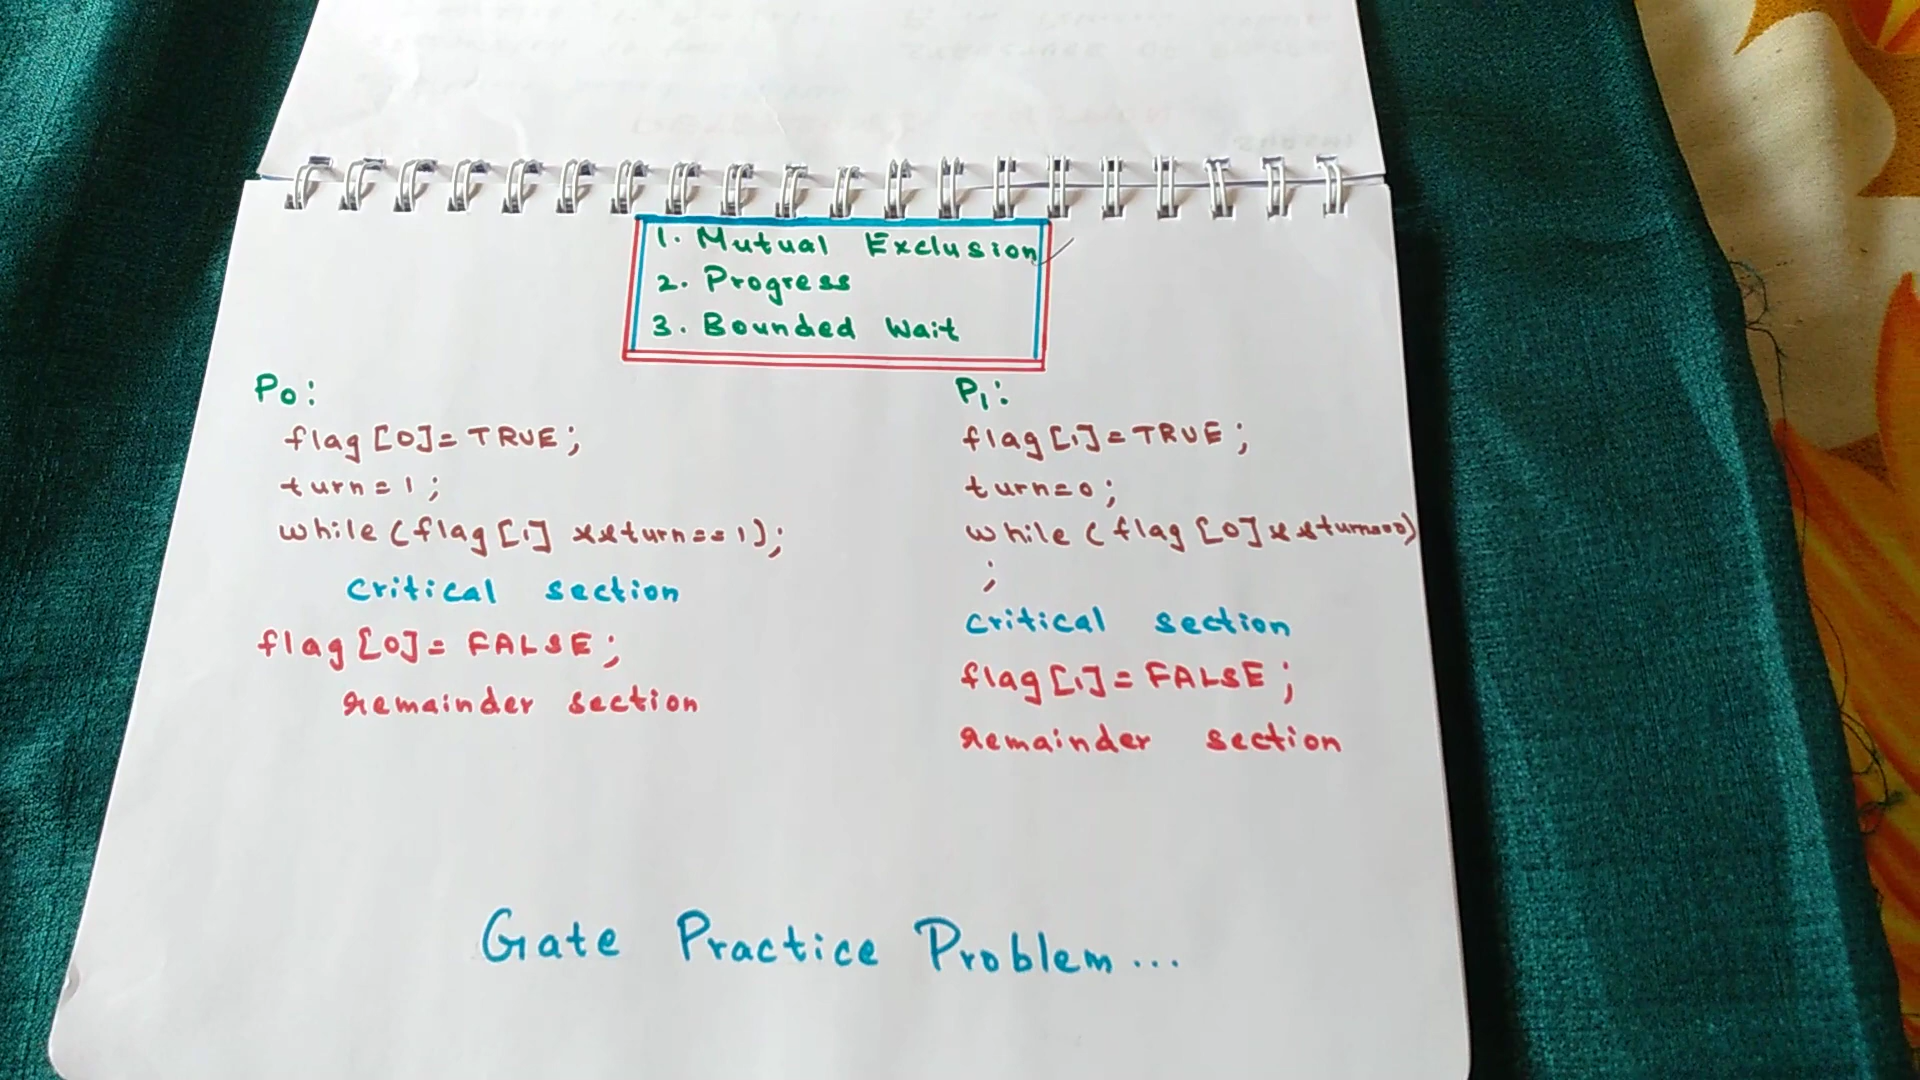 1. Mutual Exclusion
2. Progress
3. Bounded Wait
P0:
flag[0]=TRUE;
turn=1;
while(flag[1] &&turn==1);
critical section
flag[0]= FALSE;
remainder section
P1:
flag[1]=TRUE;
turn=0;
while(flag[0]&&turn==0)
;
critical section
flag[1]=FALSE;
remainder section
Gate Practice Problem...